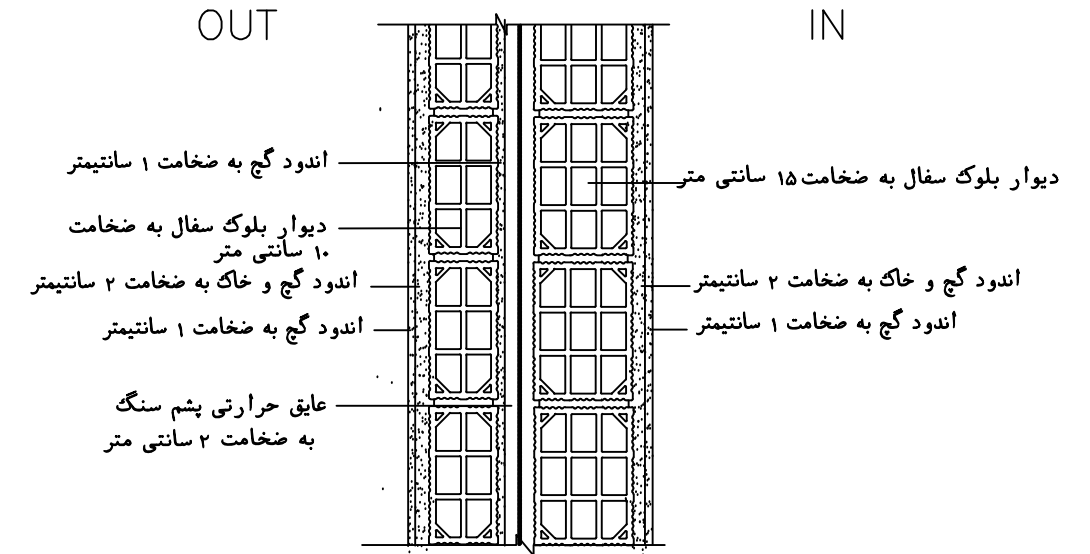 OUT
IN
اندود گچ به ضخامت ۱ سانتیمتر
دیوار بلوک سفال به ضخامت
۱۰ سانتی متر
اندود گچ و خاک به ضخامت ۲ سانتیمتر
اندود گچ به ضخامت ۱ سانتیمتر
عایق حرارتی پشم سنگ
به ضخامت ۲ سانتی متر
دیوار بلوک سفال به ضخامت ۱۵ سانتی متر
اندود گچ و خاک به ضخامت ۲ سانتیمتر
اندود گچ به ضخامت ۱ سانتیمتر